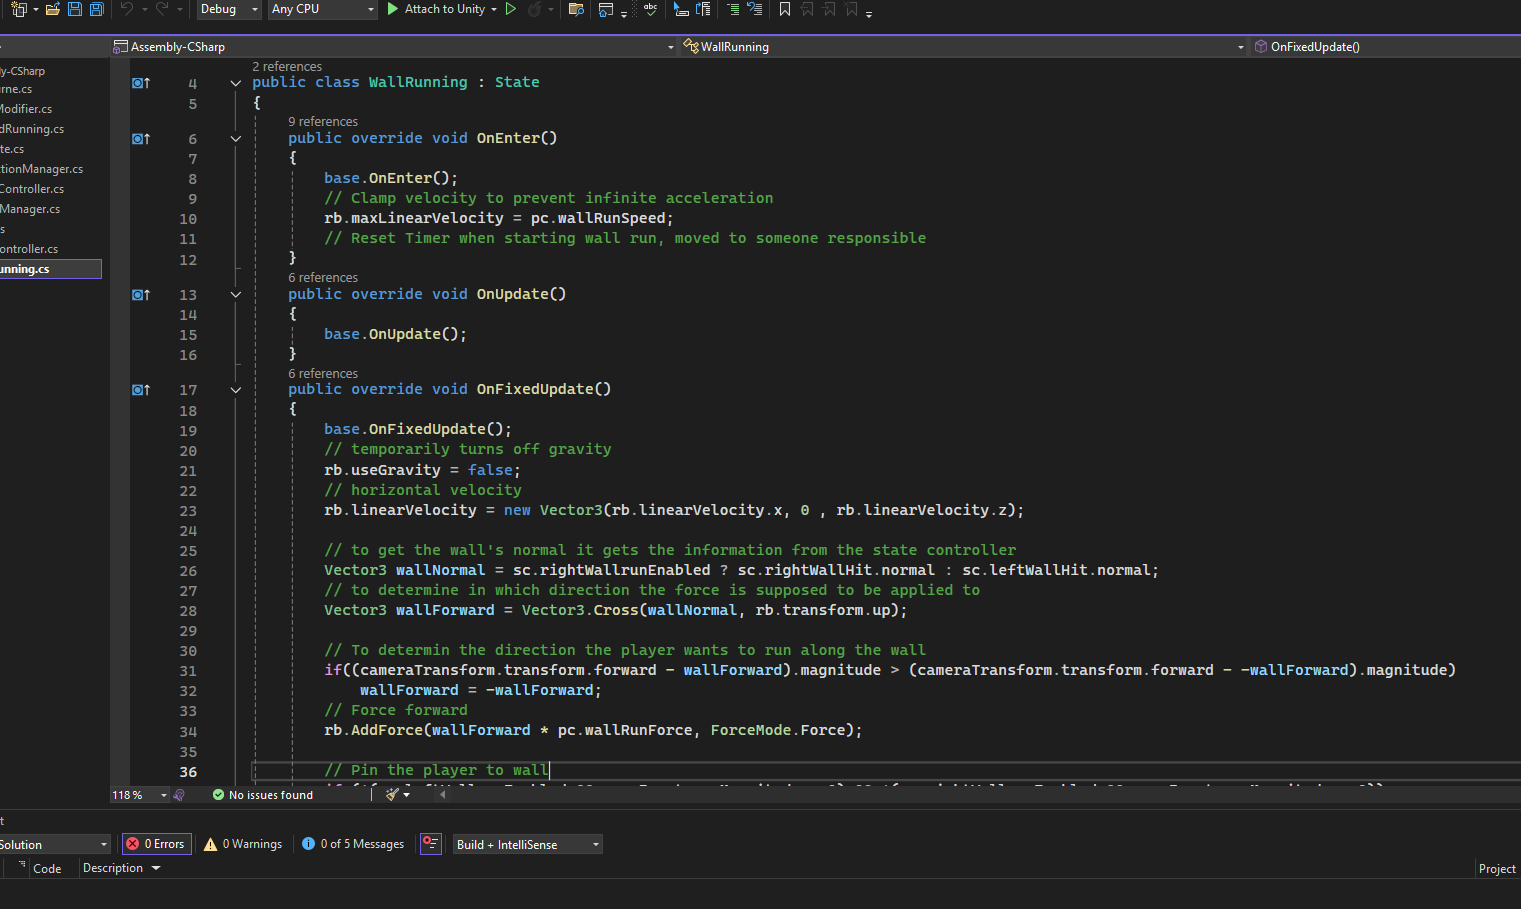 Debug Any CPU Attach to Unity abc
Assembly-CSharp WallRunning OnFixedUpdate()
ly-CSharp
rne.cs
Modifier.cs
dRunning.cs
te.cs
ctionManager.cs
Controller.cs
Manager.cs
s
ontroller.cs
unning.cs
2 references
4 public class WallRunning : State
5 {
9 references
6 public override void OnEnter()
7 {
8 base.OnEnter();
9 // Clamp velocity to prevent infinite acceleration
10 rb.maxLinearVelocity = pc.wallRunSpeed;
11 // Reset Timer when starting wall run, moved to someone responsible
12 }
6 references
13 public override void OnUpdate()
14 {
15 base.OnUpdate();
16 }
6 references
17 public override void OnFixedUpdate()
18 {
19 base.OnFixedUpdate();
20 // temporarily turns off gravity
21 rb.useGravity = false;
22 // horizontal velocity
23 rb.linearVelocity = new Vector3(rb.linearVelocity.x, 0 , rb.linearVelocity.z);
24
25 // to get the wall's normal it gets the information from the state controller
26 Vector3 wallNormal = sc.rightWallrunEnabled ? sc.rightWallHit.normal : sc.leftWallHit.normal;
27 // to determine in which direction the force is supposed to be applied to
28 Vector3 wallForward = Vector3.Cross(wallNormal, rb.transform.up);
29
30 // To determin the direction the player wants to run along the wall
31 if((cameraTransform.transform.forward - wallForward).magnitude > (cameraTransform.transform.forward - -wallForward).magnitude)
32 wallForward = -wallForward;
33 // Force forward
34 rb.AddForce(wallForward * pc.wallRunForce, ForceMode.Force);
35
36 // Pin the player to wall
118 % No issues found
t
Solution 0 Errors 0 Warnings 0 of 5 Messages Build + IntelliSense
Code Description Project